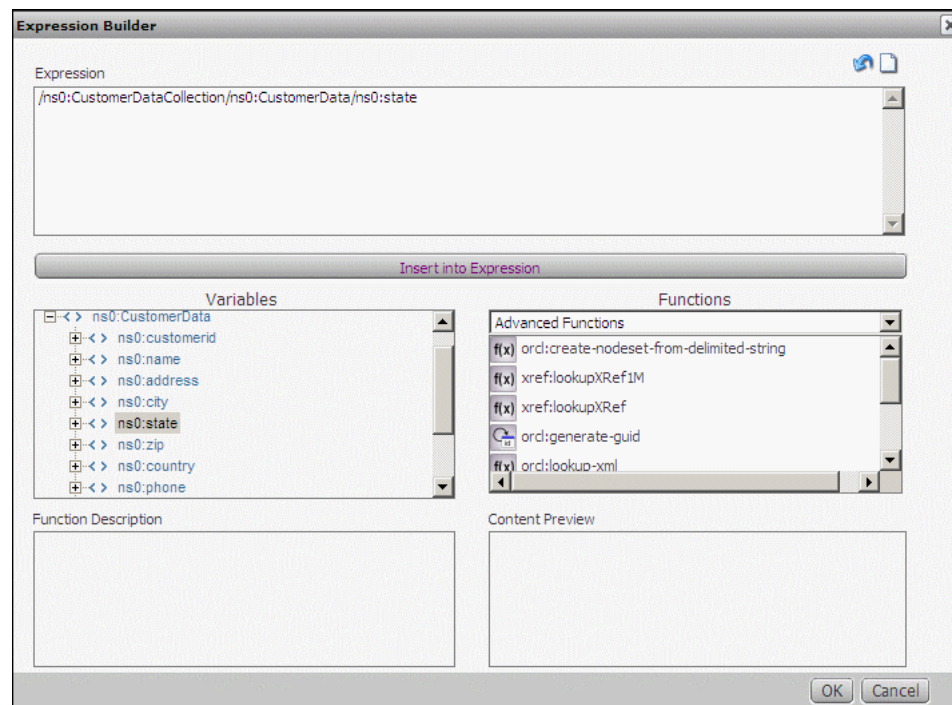 Expression Builder
Expression
/ns0:CustomerDataCollection/ns0:CustomerData/ns0:state
Insert into Expression
Variables
ns0:CustomerData
ns0:customerid
ns0:name
ns0:address
ns0:city
ns0:state
ns0:zip
ns0:country
ns0:phone
Functions
Advanced Functions
f(x) orcl:create-nodeset-from-delimited-string
f(x) xref:lookupXRef1M
f(x) xref:lookupXRef
id orcl:generate-guid
f(x) orcl:lookup-xml
Function Description
Content Preview
OK Cancel